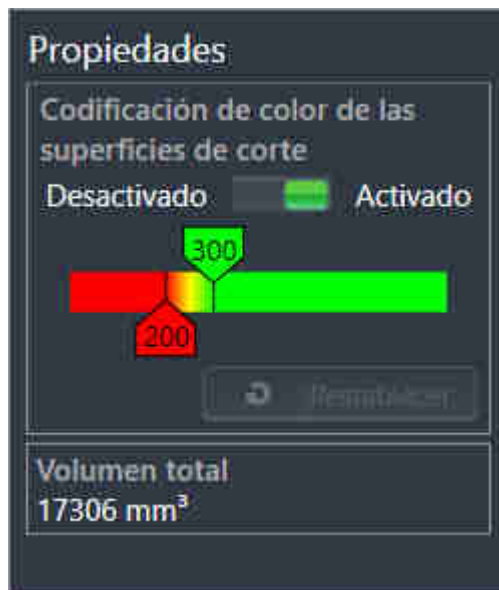 Propiedades
Codificación de color de las
superficies de corte
Desactivado Activado
300
200
Volumen total
17306 mm³